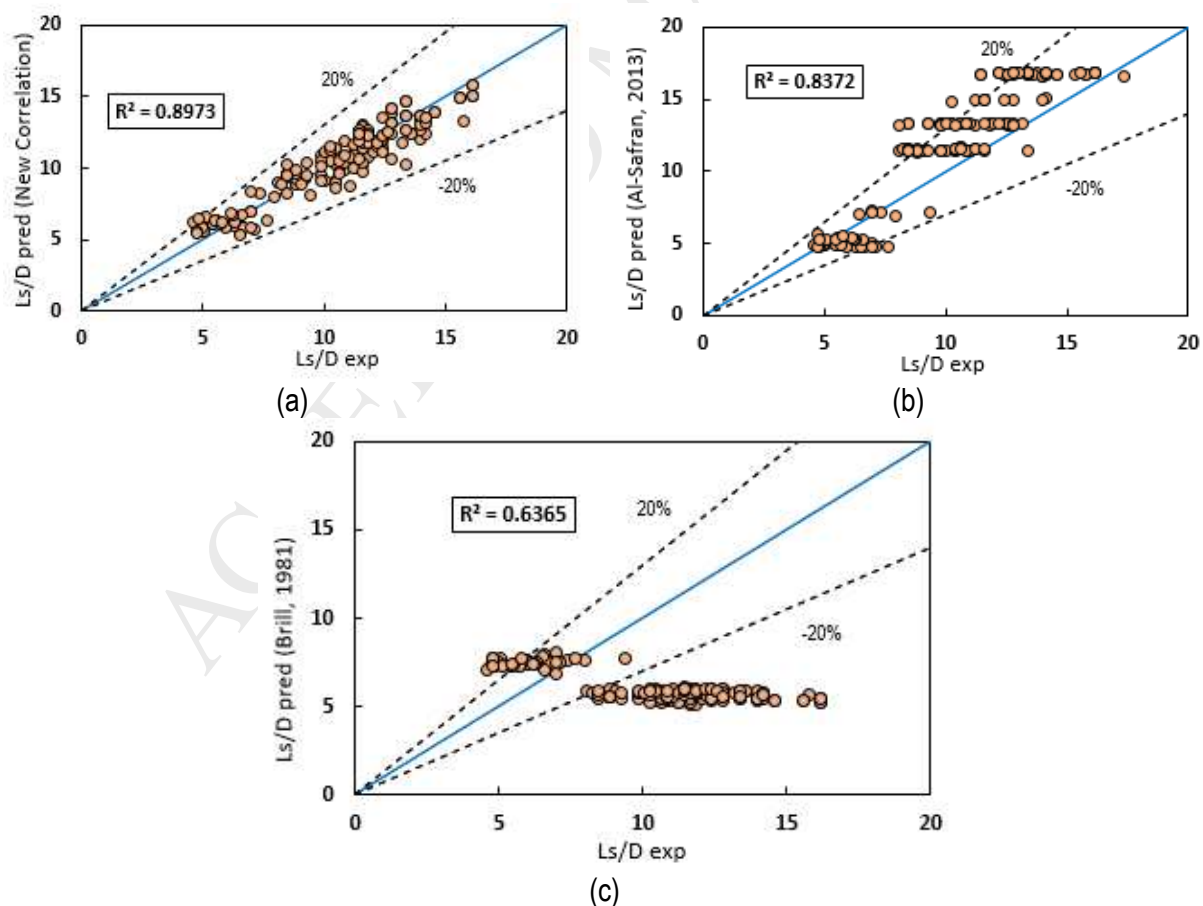 20
15
10
5
0
Ls/D pred (New Correlation)
20%
R² = 0.8973
-20%
0 5 10 15 20
Ls/D exp
(a)
20
15
10
5
0
Ls/D pred (Al-Safran, 2013)
20%
R² = 0.8372
-20%
0 5 10 15 20
Ls/D exp
(b)
20
15
10
5
0
Ls/D pred (Brill, 1981)
20%
R² = 0.6365
-20%
0 5 10 15 20
Ls/D exp
(c)